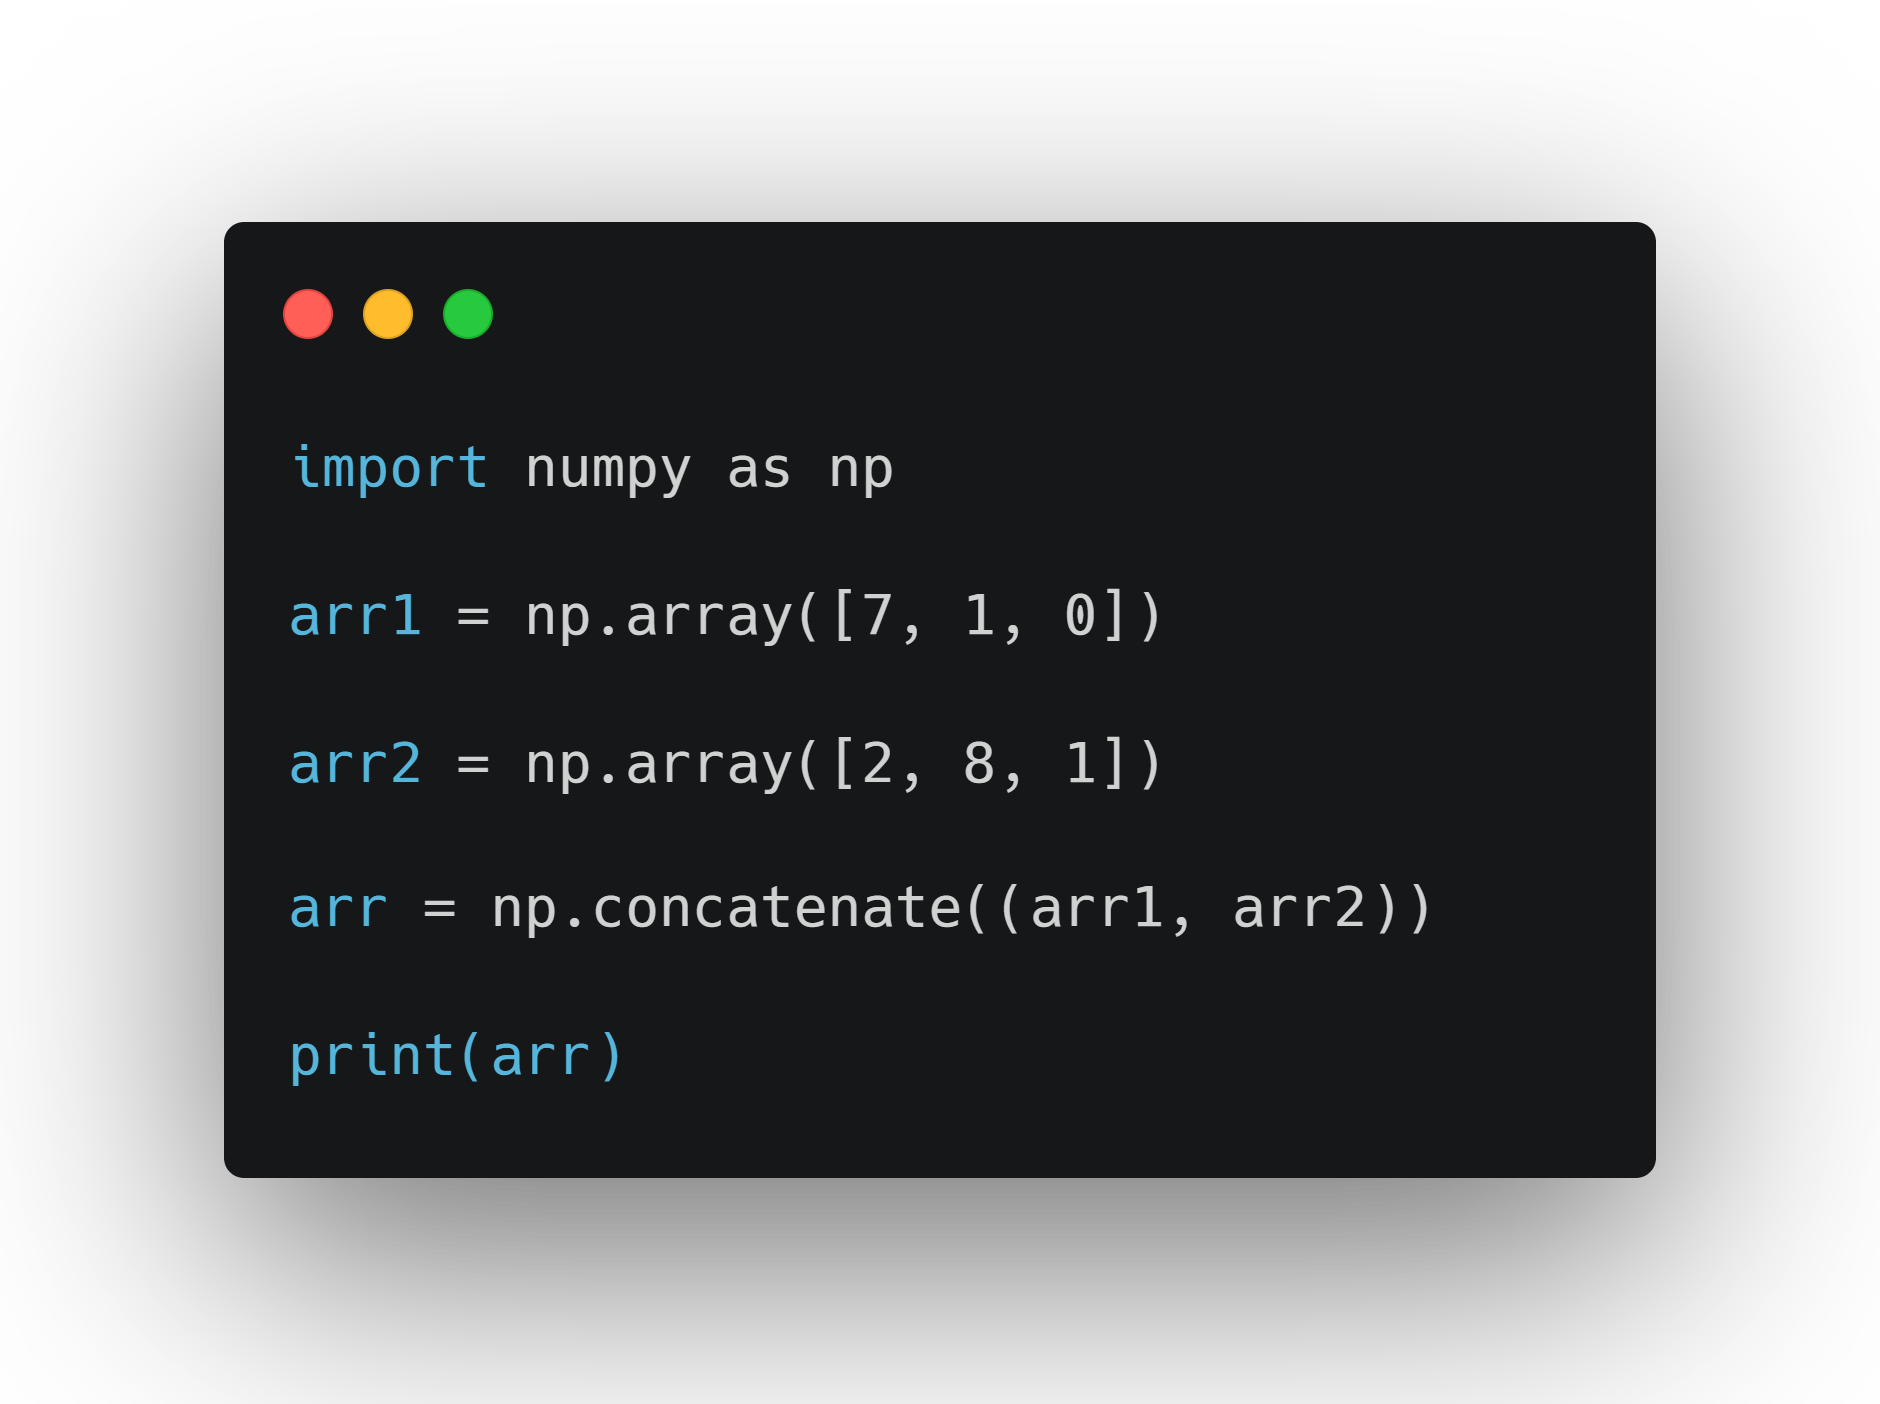 import numpy as np
arr1 = np.array([7, 1, 0])
arr2 = np.array([2, 8, 1])
arr = np.concatenate((arr1, arr2))
print(arr)